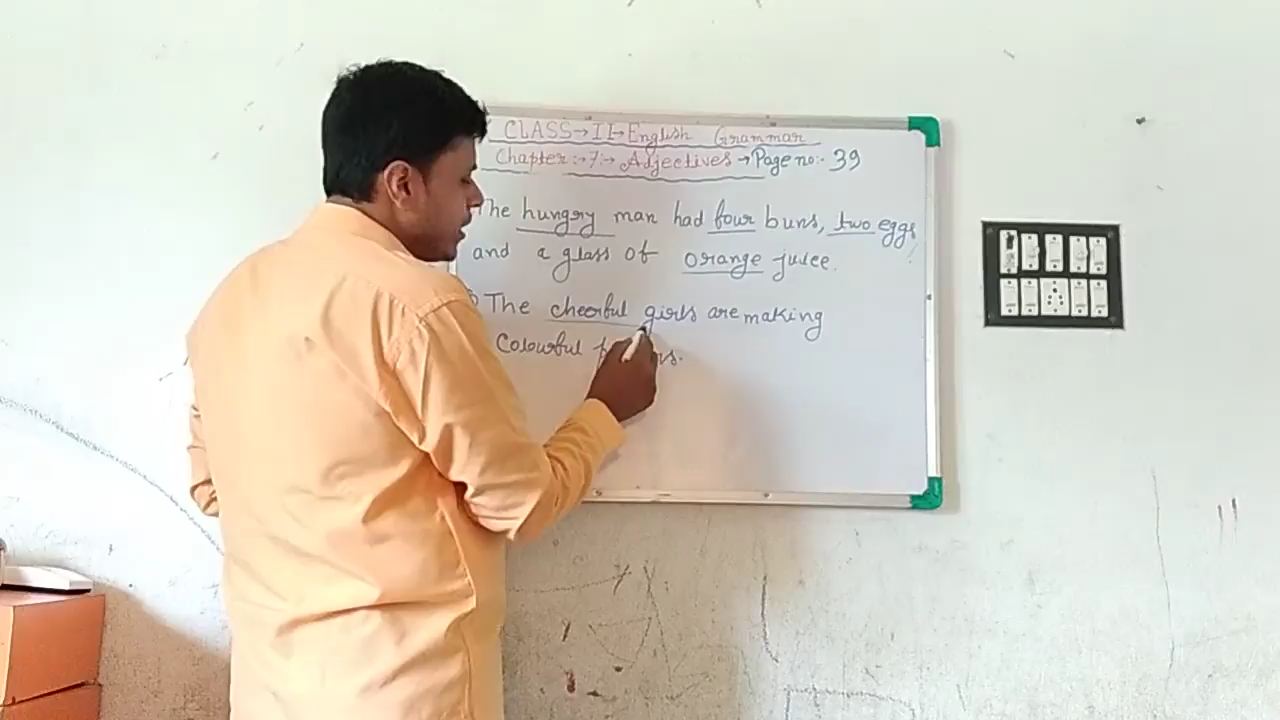 CLASS→II→English Grammar
Chapter:-7:→Adjectives→Page no:- 39
The hungry man had four buns, two eggs
and a glass of orange juice.
The cheerful girls are making
Colourful